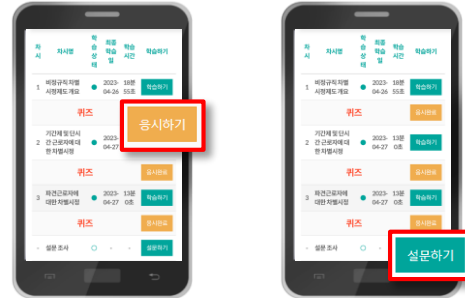 차시 차시명 학습상태 최종학습일 학습시간 학습하기
1 비정규직 차별시정제도 개요 ● 2023-04-26 18분 55초 학습하기
퀴즈 응시하기
2 기간제 및 단시간 근로자에 대한 차별시정 ● 2023-04-27
퀴즈 응시완료
3 파견근로자에 대한 차별시정 ● 2023-04-27 13분 0초 학습하기
퀴즈 응시완료
- 설문 조사 ○ - - 설문하기
차시 차시명 학습상태 최종학습일 학습시간 학습하기
1 비정규직 차별시정제도 개요 ● 2023-04-26 18분 55초 학습하기
퀴즈 응시완료
2 기간제 및 단시간 근로자에 대한 차별시정 ● 2023-04-27 13분 0초 학습하기
퀴즈 응시완료
3 파견근로자에 대한 차별시정 ● 2023-04-27 13분 0초 학습하기
퀴즈 응시완료
- 설문 조사 ○ - - 설문하기